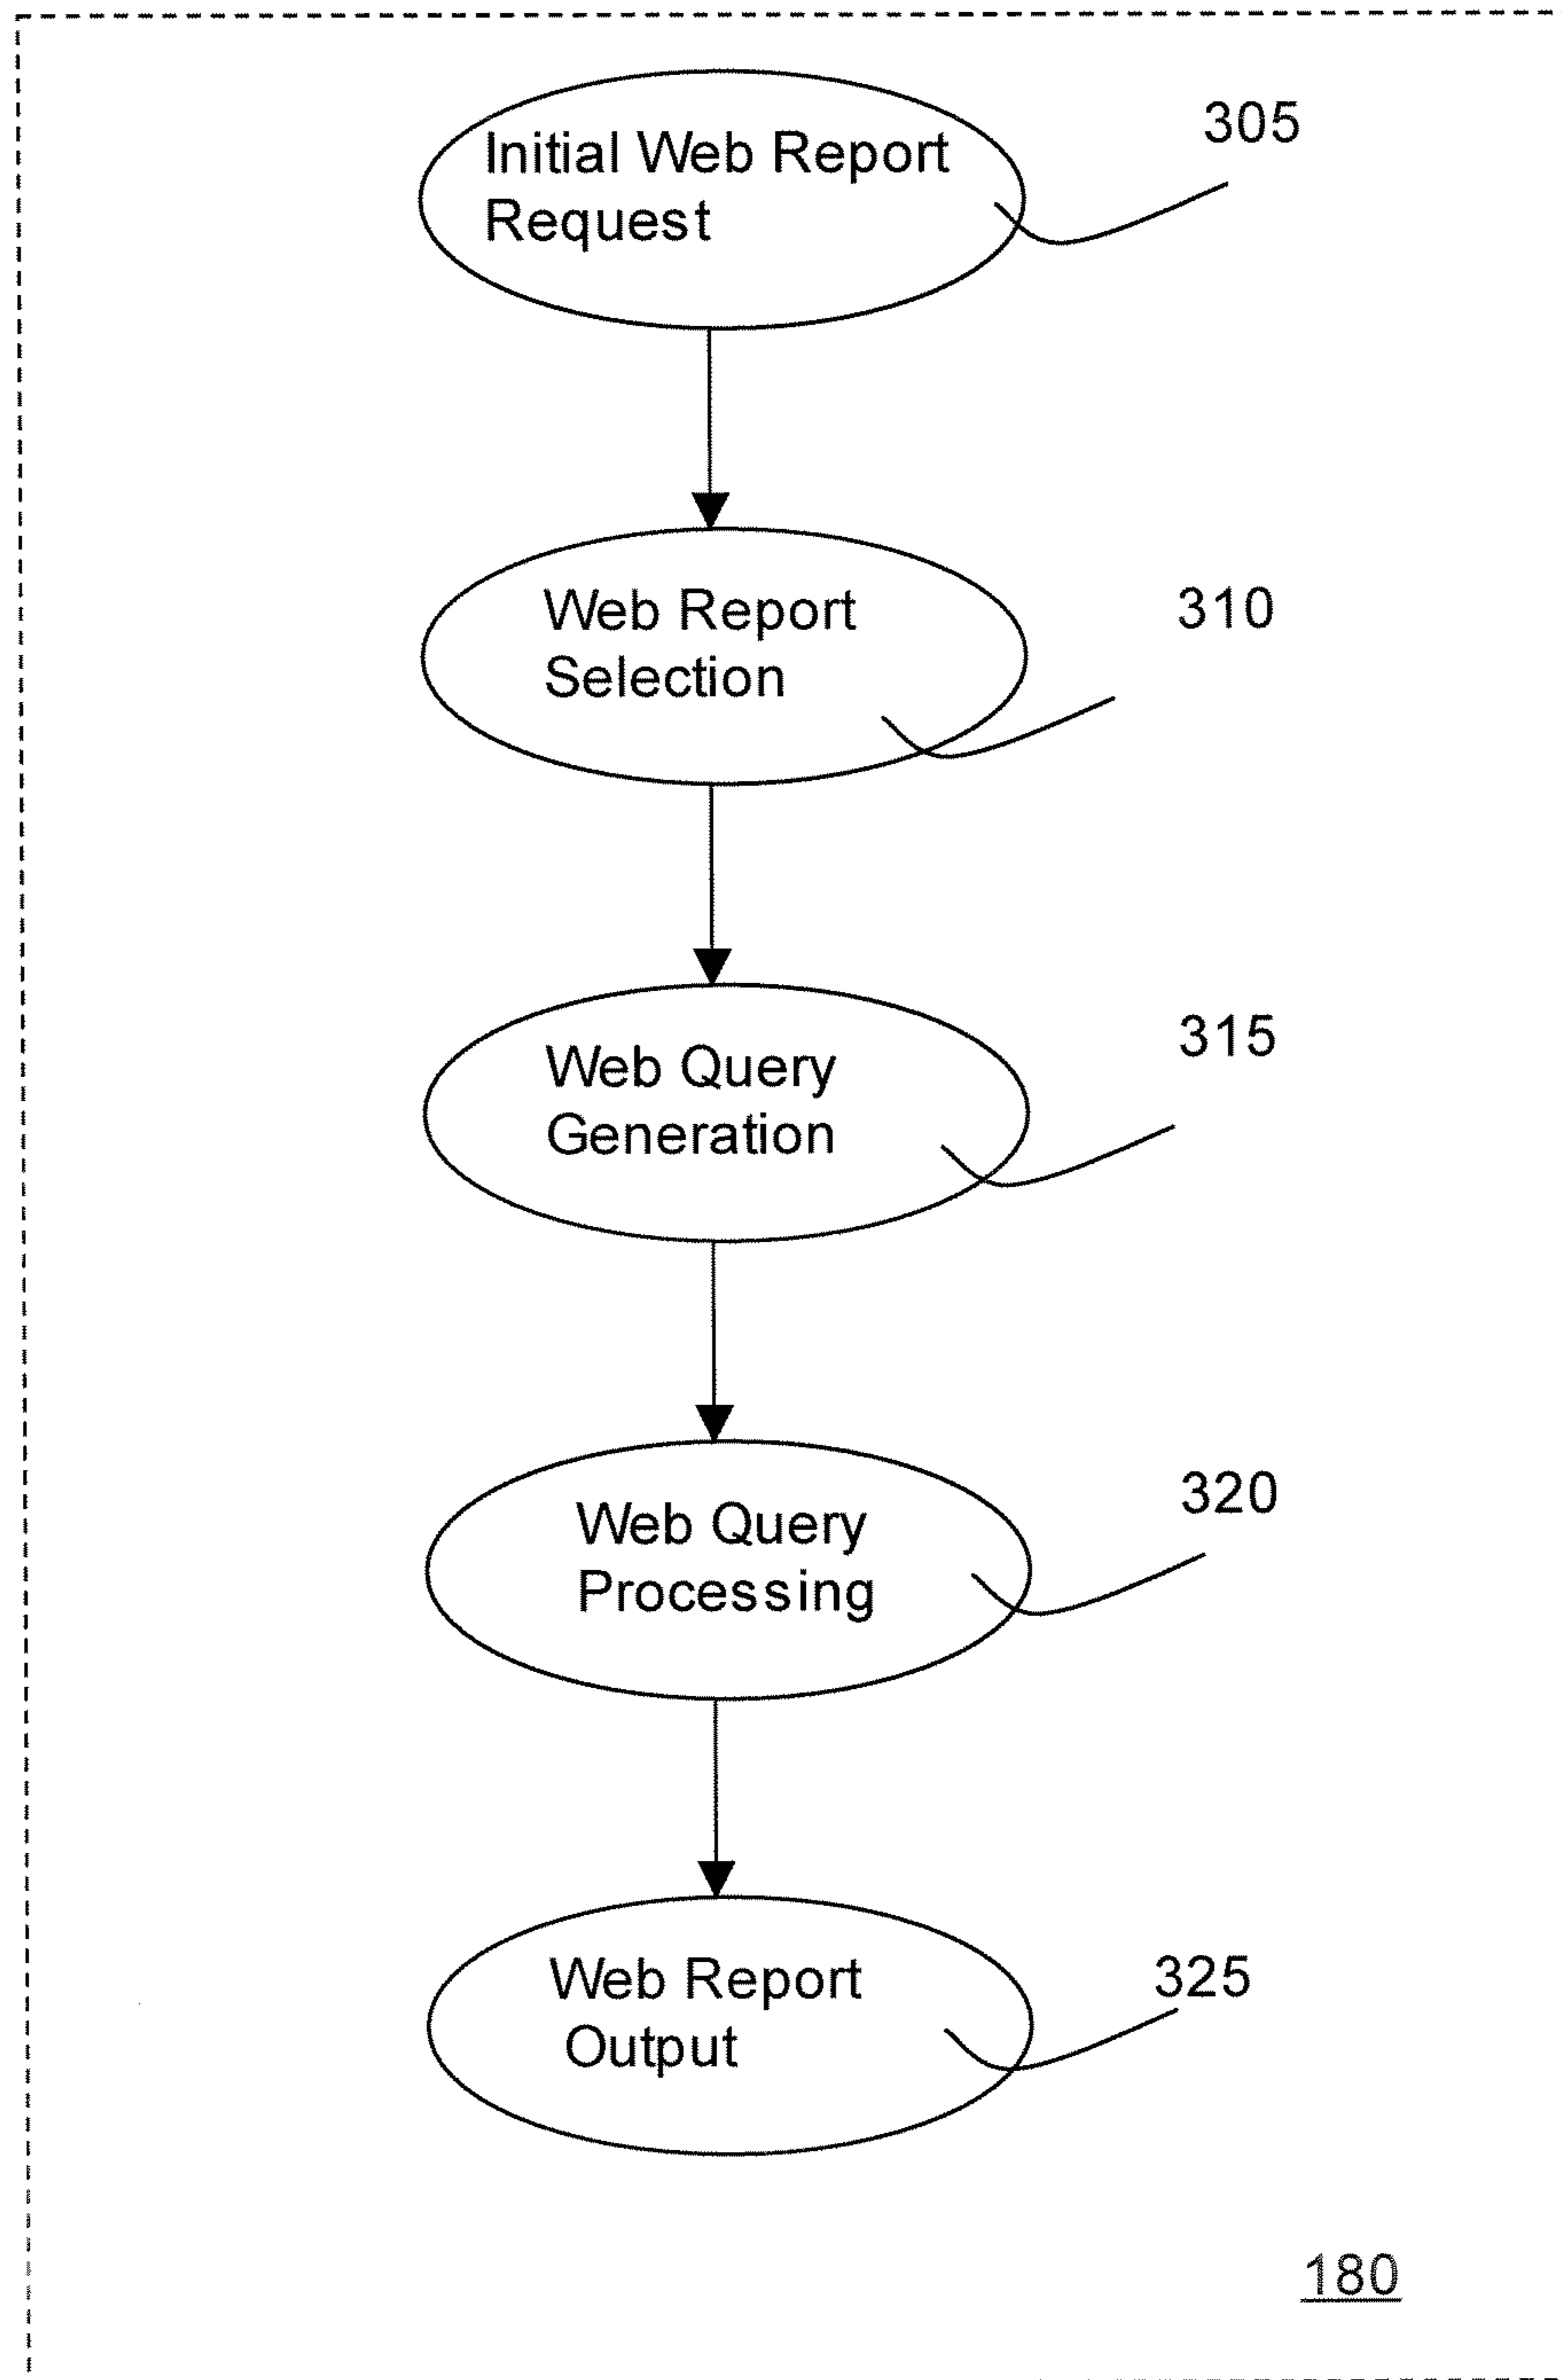 Initial Web Report
Request
305
Web Report
Selection
310
Web Query
Generation
315
Web Query
Processing
320
Web Report
Output
325
180